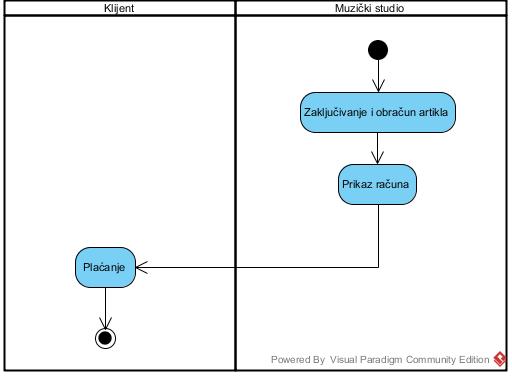 Klijent
Muzički studio
Zaključivanje i obračun artikla
Prikaz računa
Plaćanje
Powered By Visual Paradigm Community Edition